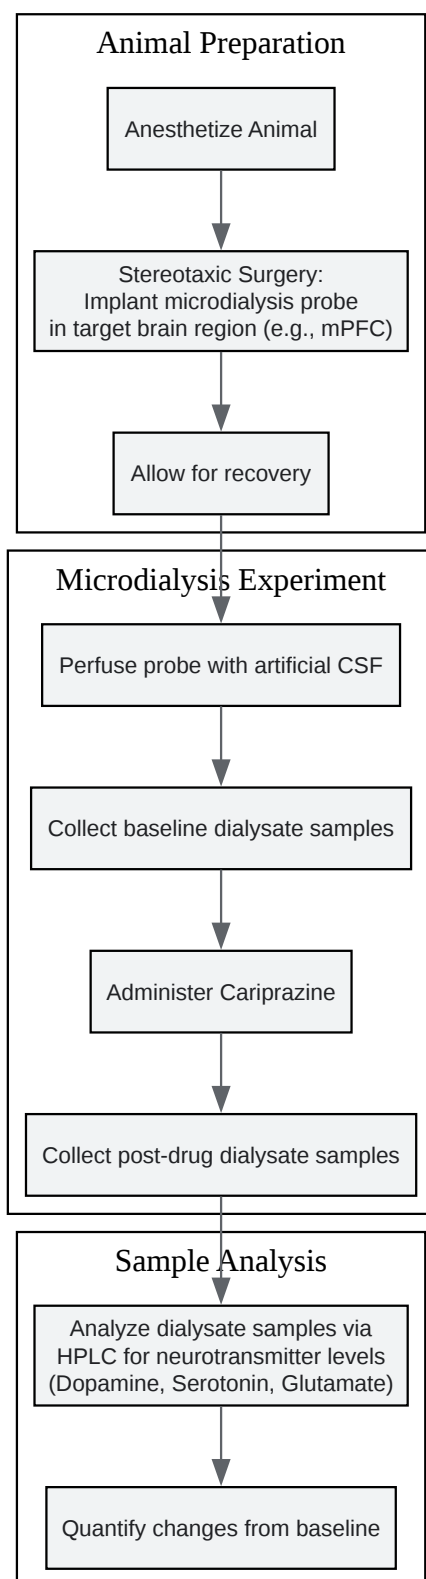 Animal Preparation
Anesthetize Animal
Stereotaxic Surgery:
Implant microdialysis probe
in target brain region (e.g., mPFC)
Allow for recovery
Microdialysis Experiment
Perfuse probe with artificial CSF
Collect baseline dialysate samples
Administer Cariprazine
Collect post-drug dialysate samples
Sample Analysis
Analyze dialysate samples via
HPLC for neurotransmitter levels
(Dopamine, Serotonin, Glutamate)
Quantify changes from baseline